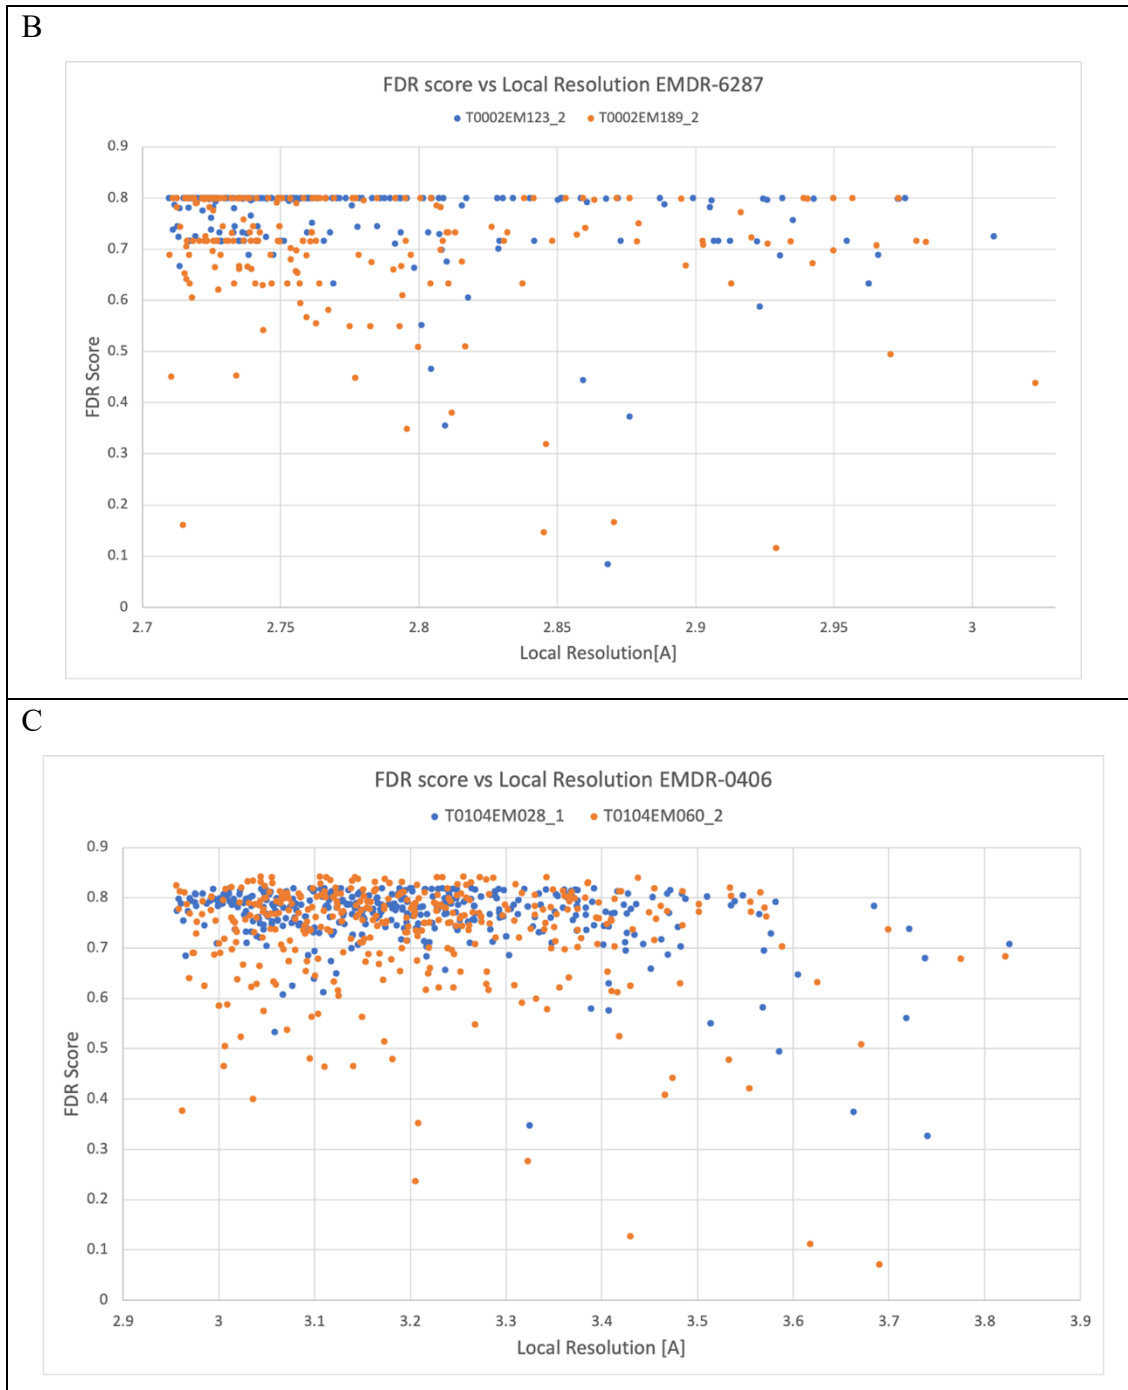 B
FDR score vs Local Resolution EMDR-6287
T0002EM123_2 T0002EM189_2
0.9
0.8
0.7
0.6
0.5
0.4
0.3
0.2
0.1
0
FDR Score
2.7 2.75 2.8 2.85 2.9 2.95 3
Local Resolution[A]
C
FDR score vs Local Resolution EMDR-0406
T0104EM028_1 T0104EM060_2
0.9
0.8
0.7
0.6
0.5
0.4
0.3
0.2
0.1
0
FDR Score
2.9 3 3.1 3.2 3.3 3.4 3.5 3.6 3.7 3.8 3.9
Local Resolution [A]